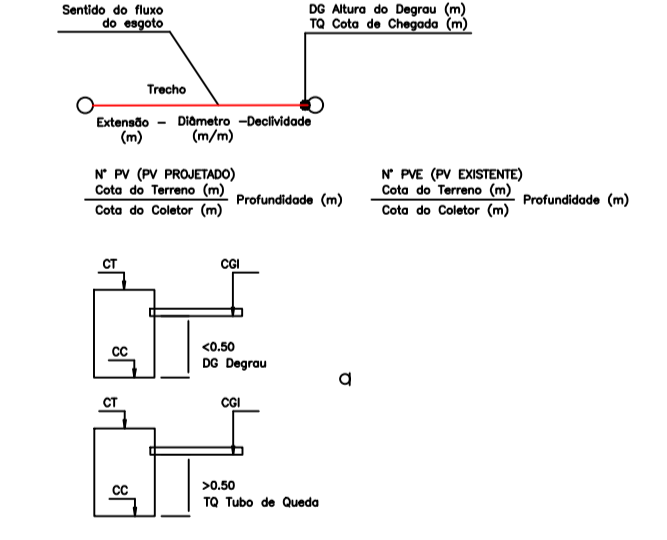 Sentido do fluxo
do esgoto
DG Altura do Degrau (m)
TQ Cota de Chegada (m)
Trecho
Extensão - Diâmetro -Declividade
(m) (m/m)
N° PV (PV PROJETADO)
Cota do Terreno (m)
Cota do Coletor (m)
Profundidade (m)
N° PVE (PV EXISTENTE)
Cota do Terreno (m)
Cota do Coletor (m)
Profundidade (m)
CT
CGI
CC
<0.50
DG Degrau
a
CT
CGI
CC
>0.50
TQ Tubo de Queda